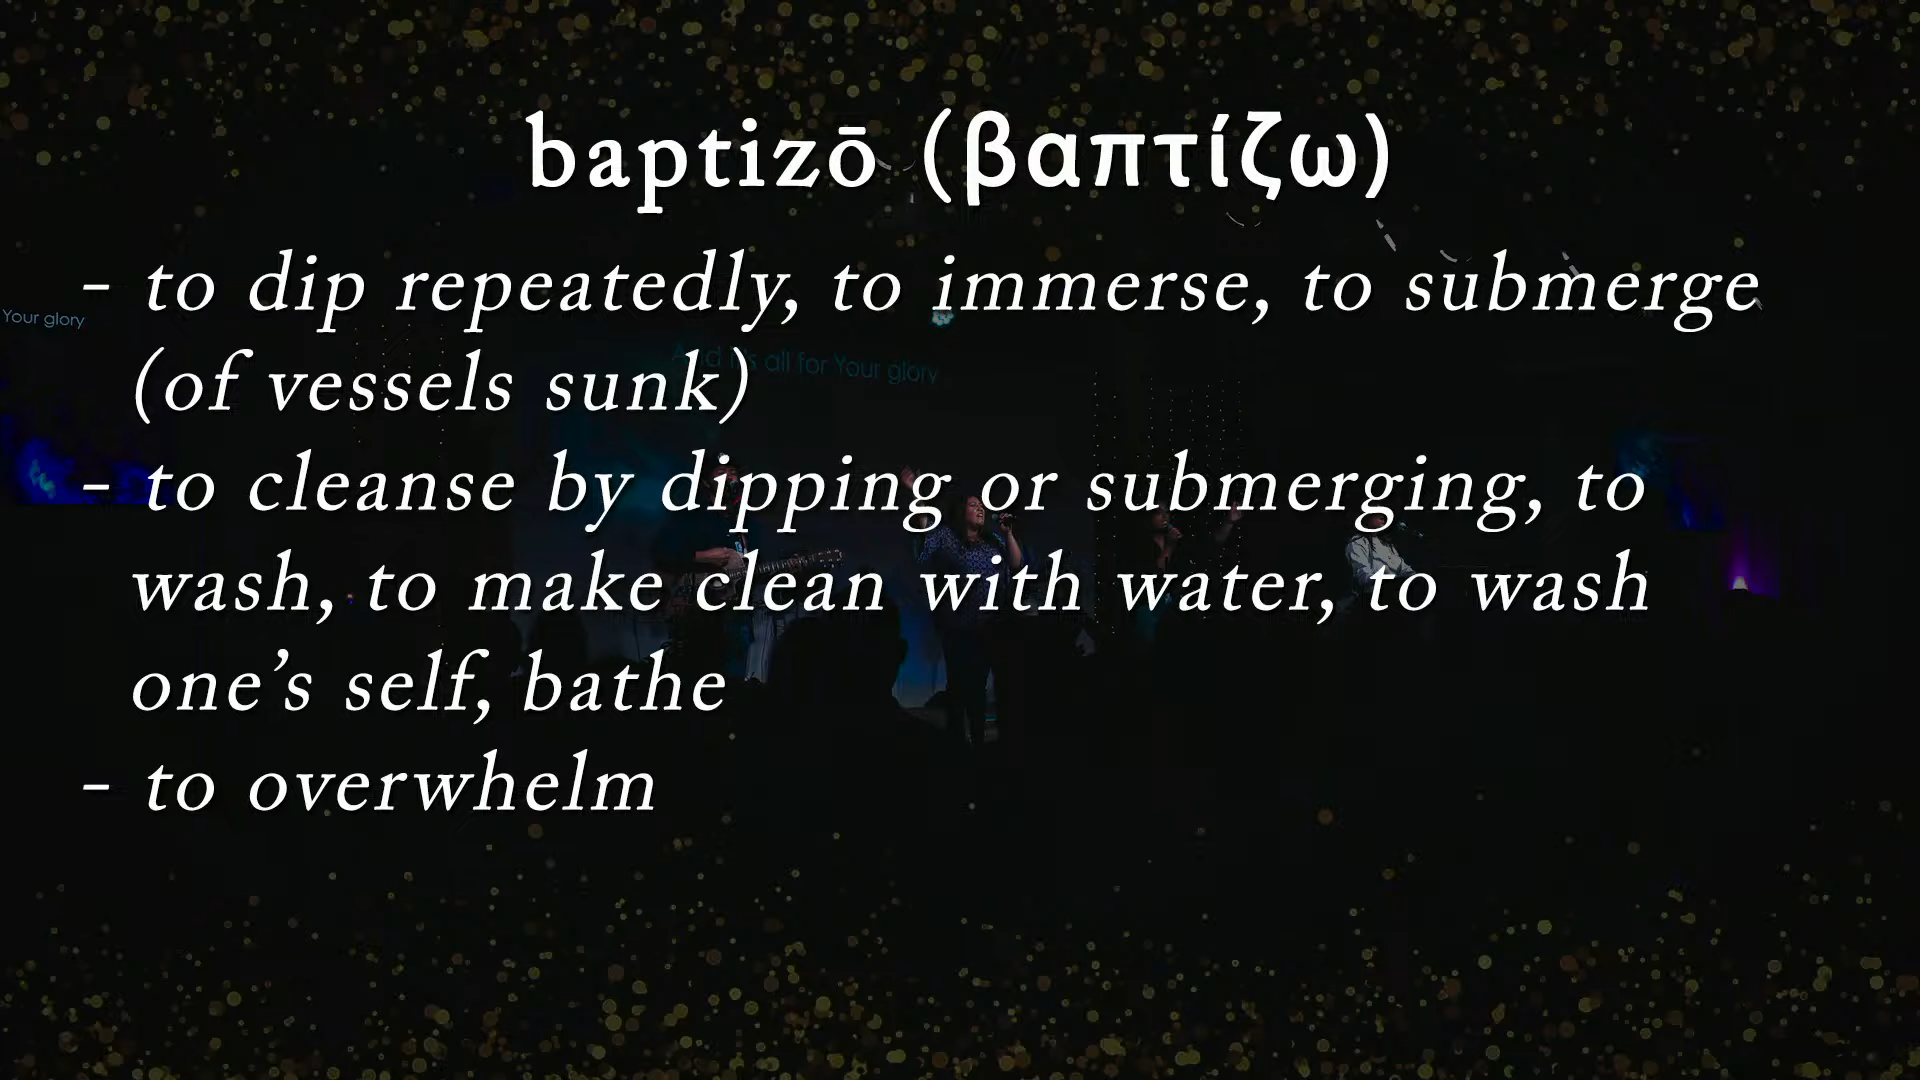 baptizō (βαπτίζω)
- to dip repeatedly, to immerse, to submerge
(of vessels sunk)
Your glory
And it's all for Your glory
- to cleanse by dipping or submerging, to
wash, to make clean with water, to wash
one’s self, bathe
- to overwhelm